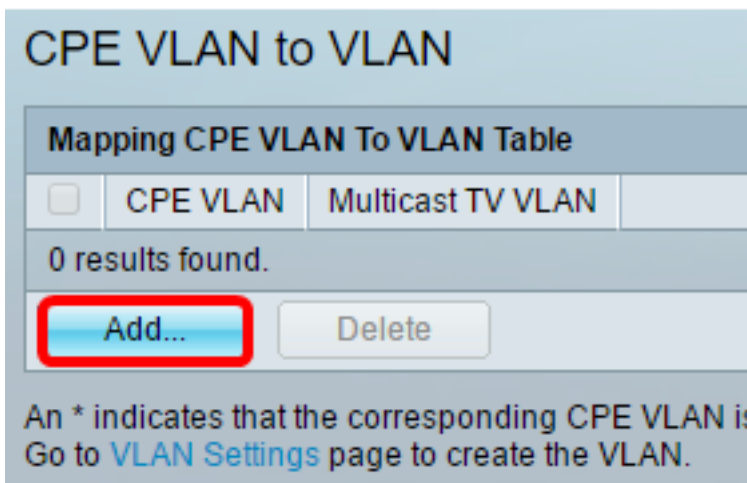 CPE VLAN to VLAN
Mapping CPE VLAN To VLAN Table
CPE VLAN Multicast TV VLAN
0 results found.
Add... Delete
An * indicates that the corresponding CPE VLAN is
Go to VLAN Settings page to create the VLAN.